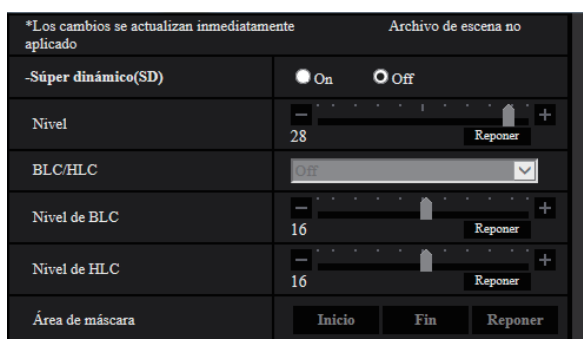 *Los cambios se actualizan inmediatamente Archivo de escena no
aplicado
-Súper dinámico(SD) On Off
Nivel 28 Reponer
BLC/HLC Off
Nivel de BLC 16 Reponer
Nivel de HLC 16 Reponer
Área de máscara Inicio Fin Reponer